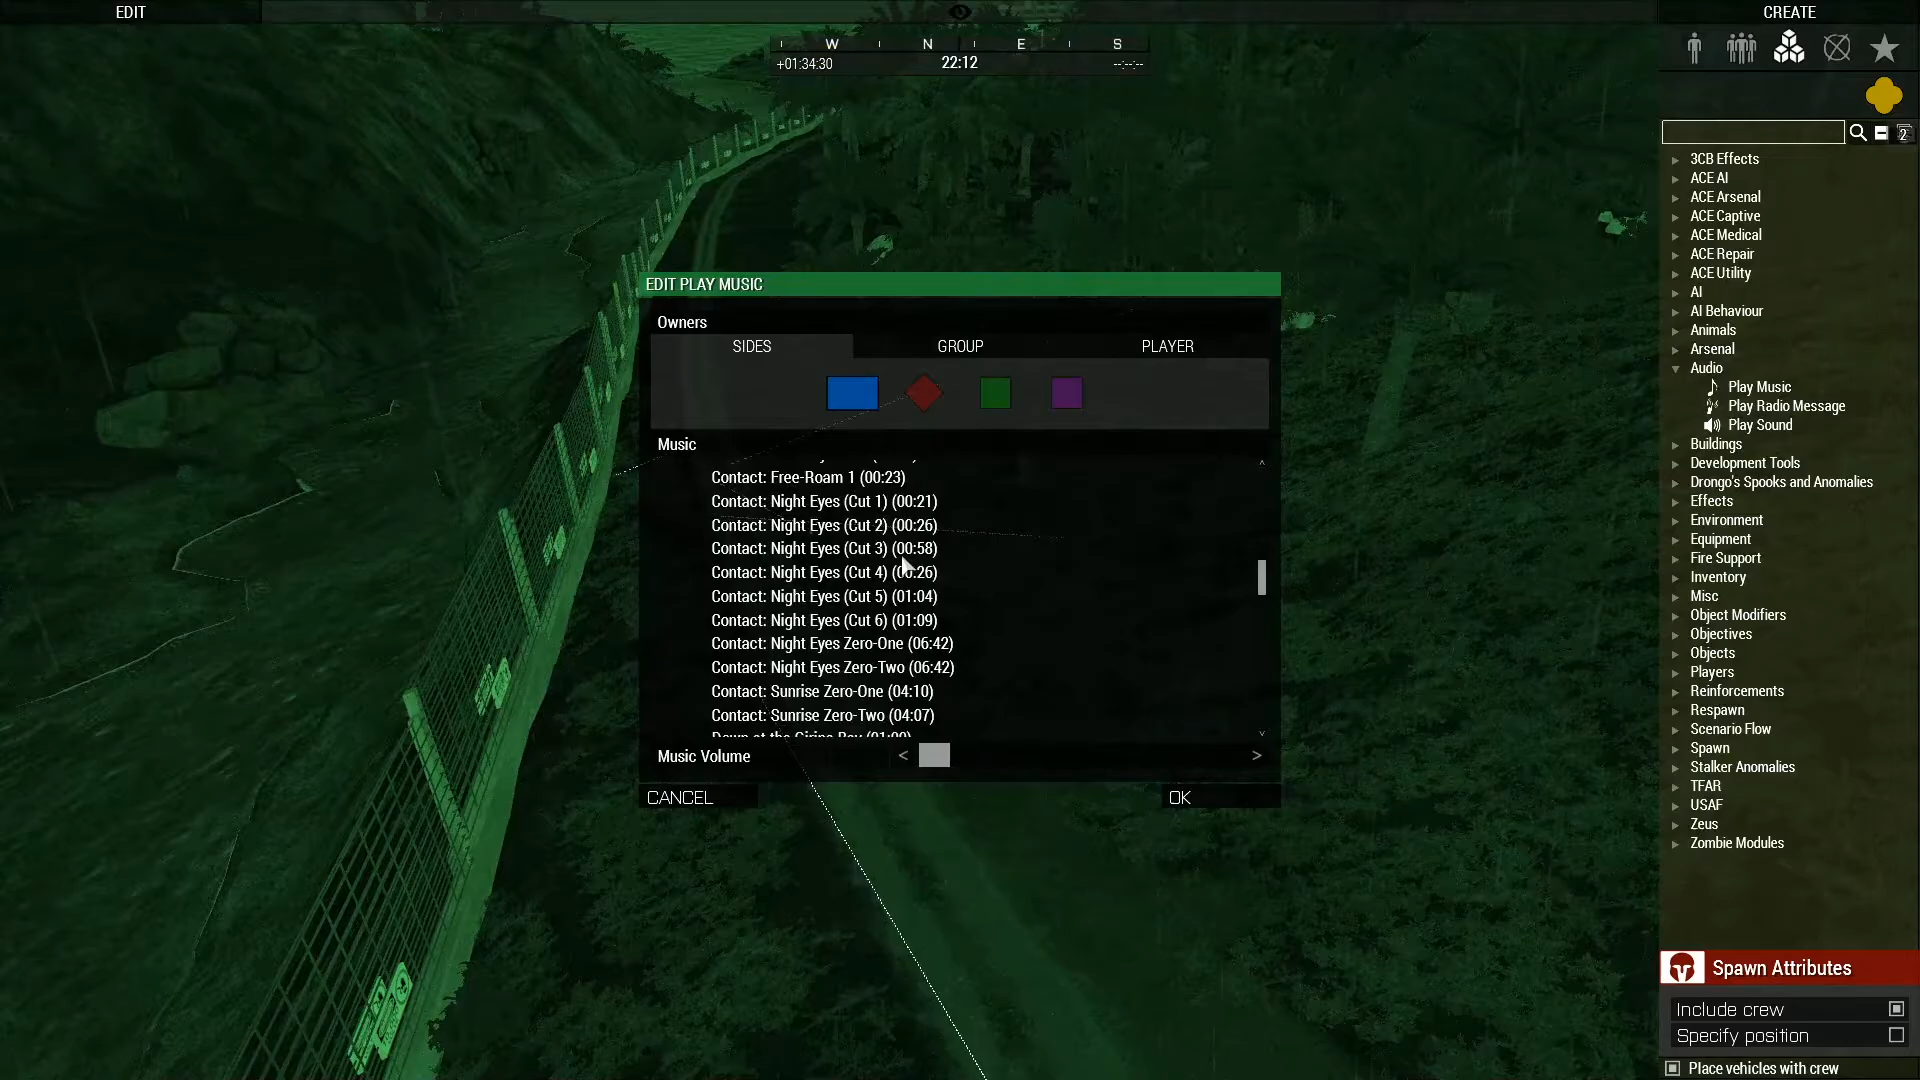 EDIT
CREATE
W N E S
+01:34:30 22:12 --:--:--
2
3CB Effects
ACE AI
ACE Arsenal
ACE Captive
ACE Medical
ACE Repair
ACE Utility
AI
AI Behaviour
Animals
Arsenal
Audio
Play Music
Play Radio Message
Play Sound
Buildings
Development Tools
Drongo's Spooks and Anomalies
Effects
Environment
Equipment
Fire Support
Inventory
Misc
Object Modifiers
Objectives
Objects
Players
Reinforcements
Respawn
Scenario Flow
Spawn
Stalker Anomalies
TFAR
USAF
Zeus
Zombie Modules
EDIT PLAY MUSIC
Owners
SIDES GROUP PLAYER
Music
Contact: Free-Roam 1 (00:23)
Contact: Night Eyes (Cut 1) (00:21)
Contact: Night Eyes (Cut 2) (00:26)
Contact: Night Eyes (Cut 3) (00:58)
Contact: Night Eyes (Cut 4) (00:26)
Contact: Night Eyes (Cut 5) (01:04)
Contact: Night Eyes (Cut 6) (01:09)
Contact: Night Eyes Zero-One (06:42)
Contact: Night Eyes Zero-Two (06:42)
Contact: Sunrise Zero-One (04:10)
Contact: Sunrise Zero-Two (04:07)
Music Volume < >
CANCEL OK
Spawn Attributes
Include crew
Specify position
Place vehicles with crew